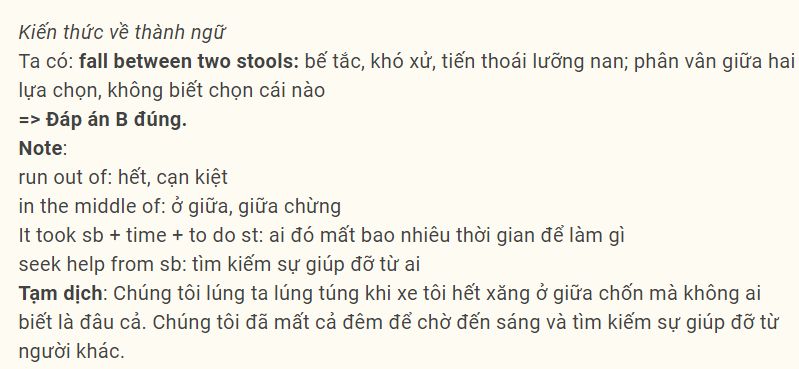 Kiến thức về thành ngữ
Ta có: fall between two stools: bế tắc, khó xử, tiến thoái lưỡng nan; phân vân giữa hai
lựa chọn, không biết chọn cái nào
=> Đáp án B đúng.
Note:
run out of: hết, cạn kiệt
in the middle of: ở giữa, giữa chừng
It took sb + time + to do st: ai đó mất bao nhiêu thời gian để làm gì
seek help from sb: tìm kiếm sự giúp đỡ từ ai
Tạm dịch: Chúng tôi lúng ta lúng túng khi xe tôi hết xăng ở giữa chốn mà không ai
biết là đâu cả. Chúng tôi đã mất cả đêm để chờ đến sáng và tìm kiếm sự giúp đỡ từ
người khác.